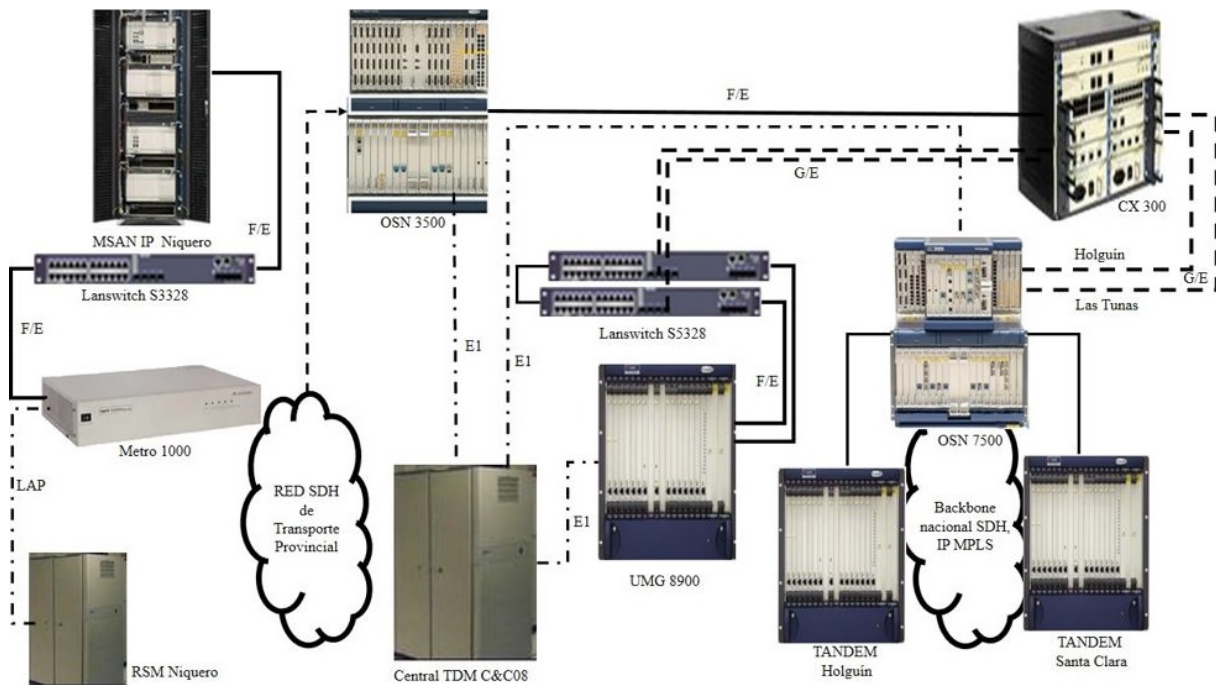 F/E
G/E
CX 300
OSN 3500
MSAN IP Niquero
F/E
Lanswitch S3328
Holguín
G/E
Las Tunas
Lanswitch S5328
F/E
E1
E1
F/E
OSN 7500
Metro 1000
LAP
RED SDH
de
Transporte
Provincial
E1
Backbone
nacional SDH,
IP MPLS
UMG 8900
TANDEM
Holguín
TANDEM
Santa Clara
RSM Niquero
Central TDM C&C08